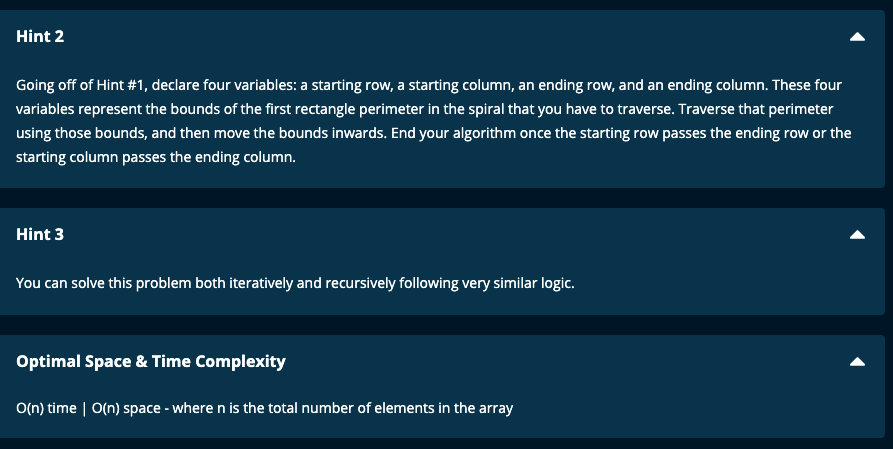 Hint 2
Going off of Hint #1, declare four variables: a starting row, a starting column, an ending row, and an ending column. These four
variables represent the bounds of the first rectangle perimeter in the spiral that you have to traverse. Traverse that perimeter
using those bounds, and then move the bounds inwards. End your algorithm once the starting row passes the ending row or the
starting column passes the ending column.
Hint 3
You can solve this problem both iteratively and recursively following very similar logic.
Optimal Space & Time Complexity
O(n) time | O(n) space - where n is the total number of elements in the array